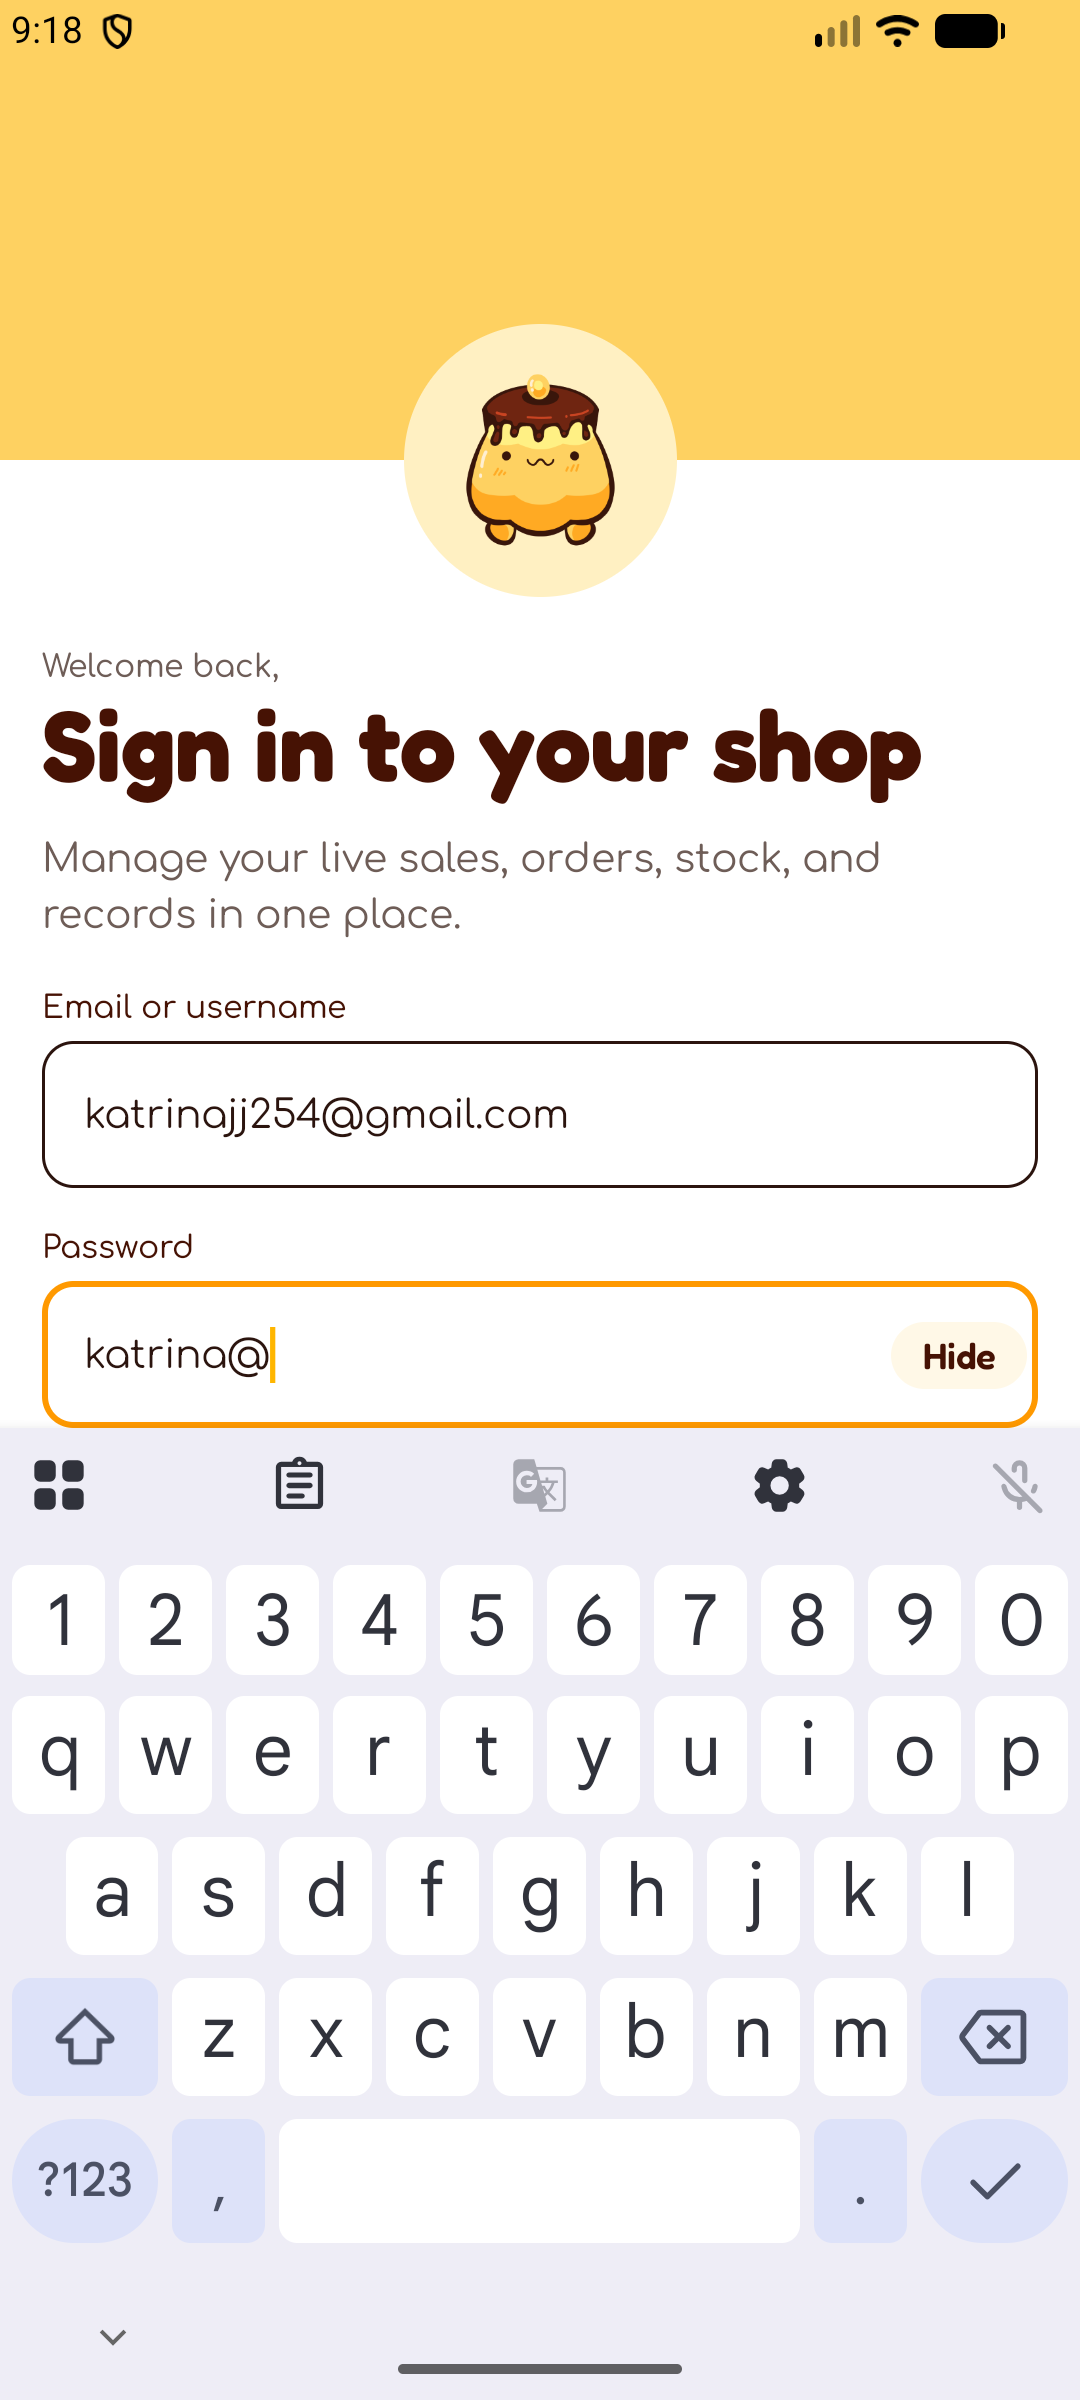 9:18
Welcome back,
Sign in to your shop
Manage your live sales, orders, stock, and
records in one place.
Email or username
katrinajj254@gmail.com
Password
katrina@
Hide
1 2 3 4 5 6 7 8 9 0
q w e r t y u i o p
a s d f g h j k l
z x c v b n m
?123 , .